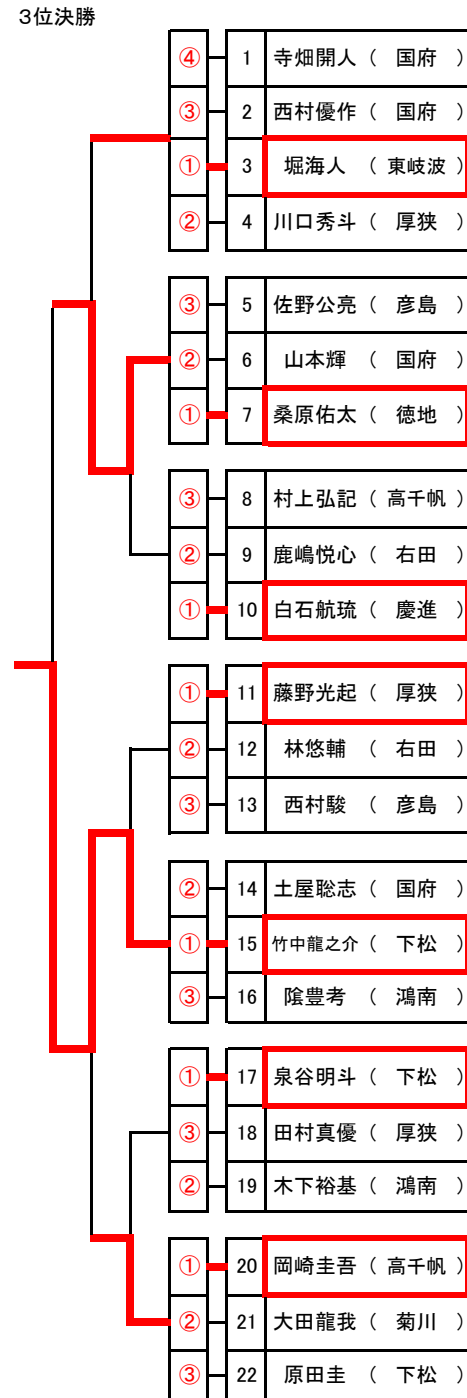 3位決勝
④ 1 寺畑開人 ( 国府 )
③ 2 西村優作 ( 国府 )
① 3 堀海人 ( 東岐波 )
② 4 川口秀斗 ( 厚狭 )
③ 5 佐野公亮 ( 彦島 )
② 6 山本輝 ( 国府 )
① 7 桑原佑太 ( 徳地 )
③ 8 村上弘記 ( 高千帆 )
② 9 鹿嶋悦心 ( 右田 )
① 10 白石航琉 ( 慶進 )
① 11 藤野光起 ( 厚狭 )
② 12 林悠輔 ( 右田 )
③ 13 西村駿 ( 彦島 )
② 14 土屋聡志 ( 国府 )
① 15 竹中龍之介 ( 下松 )
③ 16 陰豊考 ( 鴻南 )
① 17 泉谷明斗 ( 下松 )
③ 18 田村真優 ( 厚狭 )
② 19 木下裕基 ( 鴻南 )
① 20 岡崎圭吾 ( 高千帆 )
② 21 大田龍我 ( 菊川 )
③ 22 原田圭 ( 下松 )